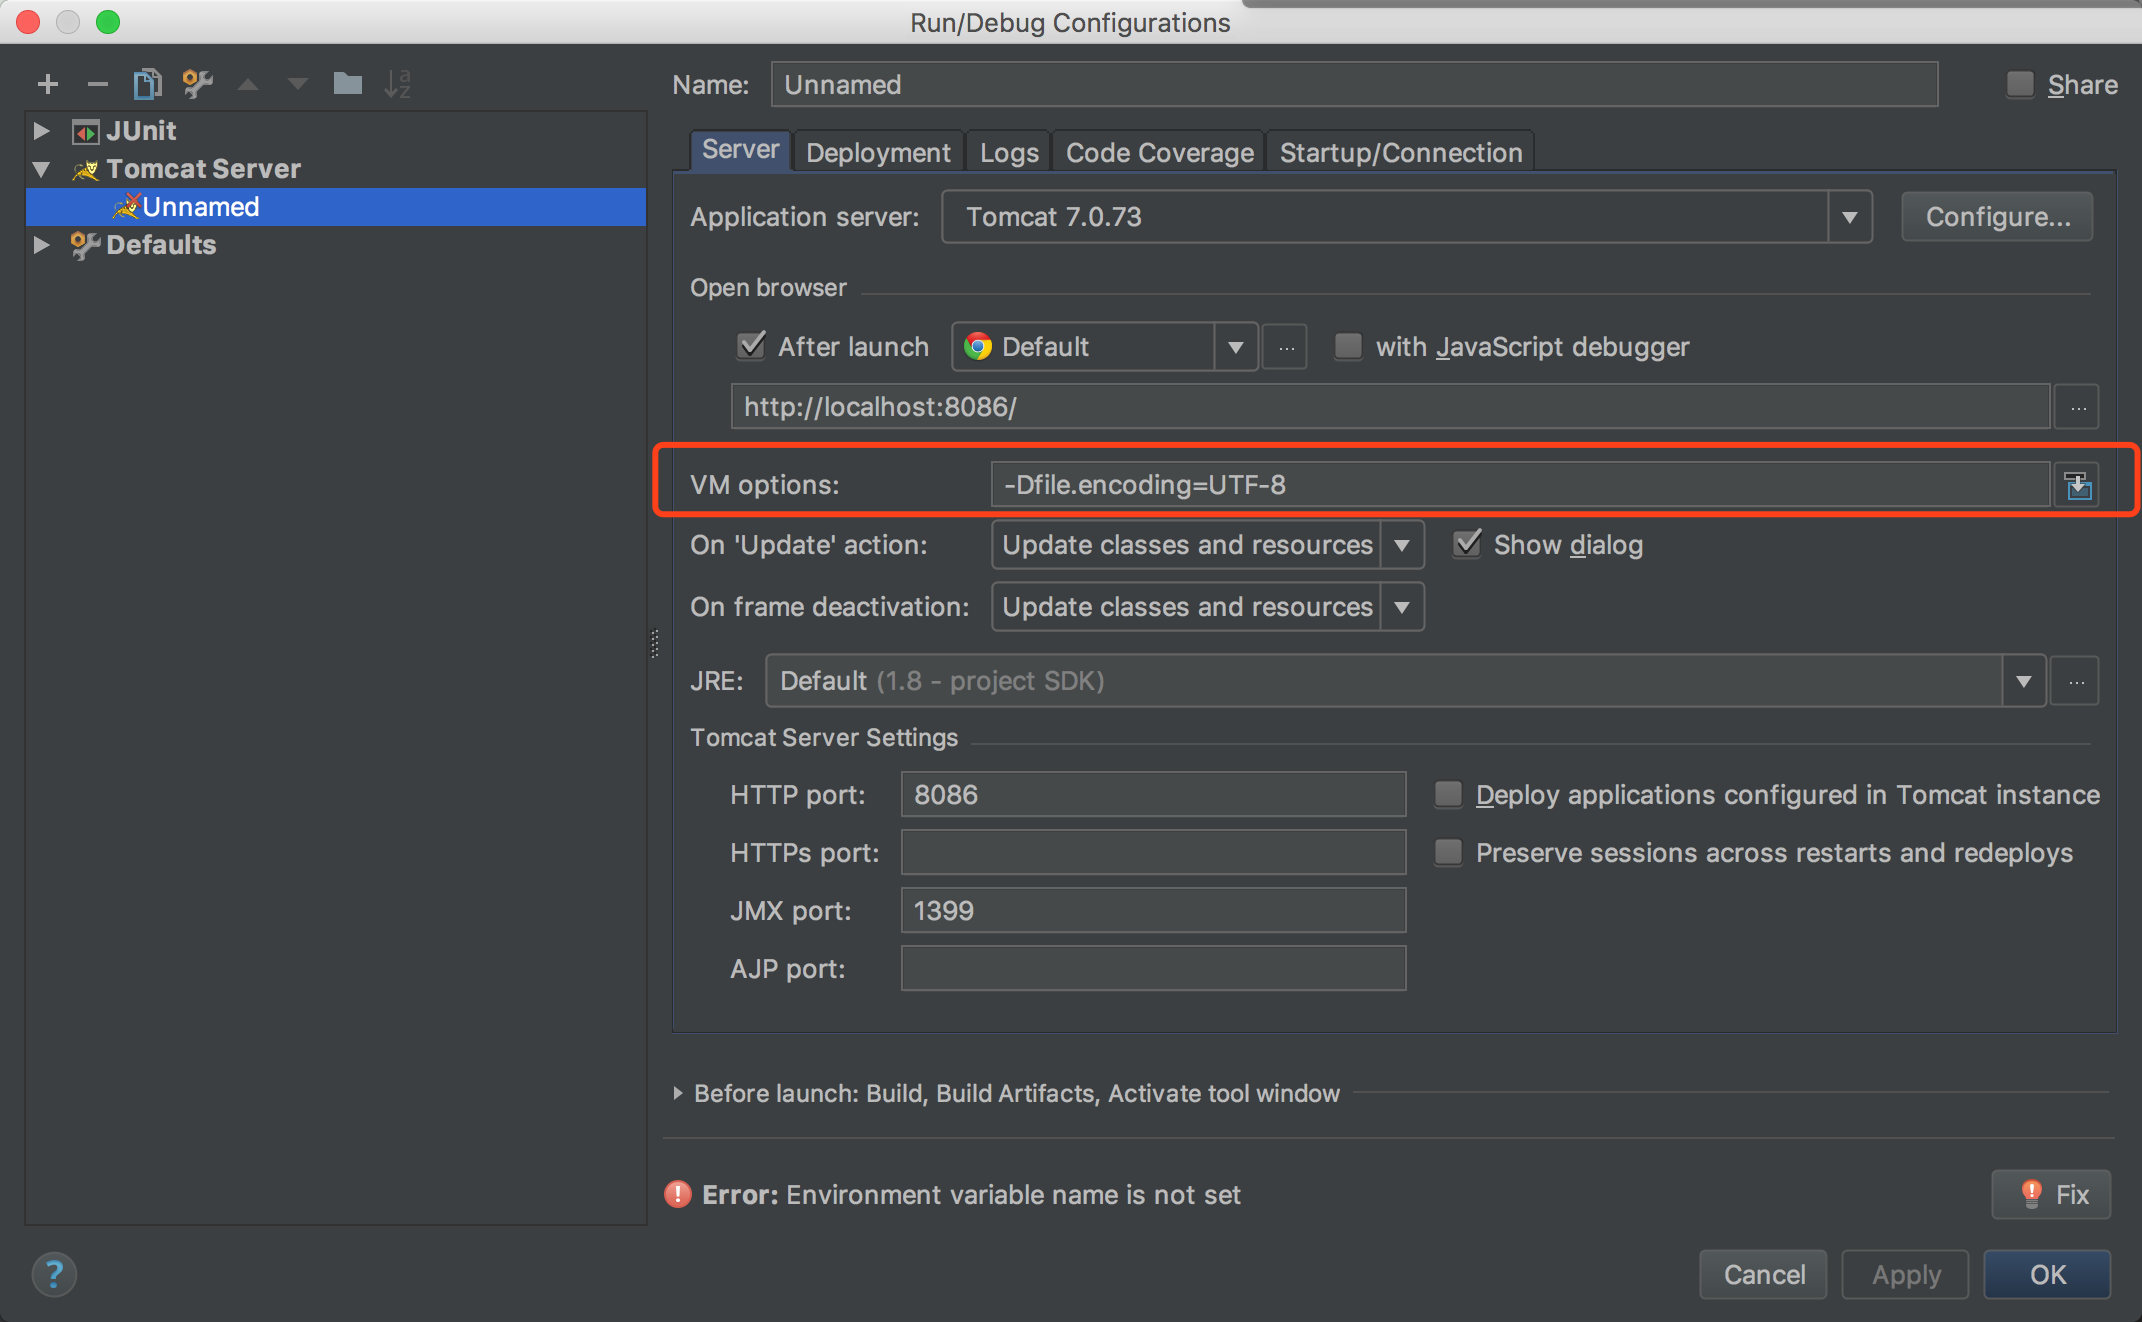 Run/Debug Configurations
Name: Unnamed Share
JUnit
Tomcat Server
Unnamed
Defaults
Server Deployment Logs Code Coverage Startup/Connection
Application server: Tomcat 7.0.73 Configure...
Open browser
After launch Default ... with JavaScript debugger
http://localhost:8086/ ...
VM options: -Dfile.encoding=UTF-8
On 'Update' action: Update classes and resources Show dialog
On frame deactivation: Update classes and resources
JRE: Default (1.8 - project SDK) ...
Tomcat Server Settings
HTTP port: 8086 Deploy applications configured in Tomcat instance
HTTPs port: Preserve sessions across restarts and redeploys
JMX port: 1399
AJP port:
Before launch: Build, Build Artifacts, Activate tool window
Error: Environment variable name is not set Fix
? Cancel Apply OK